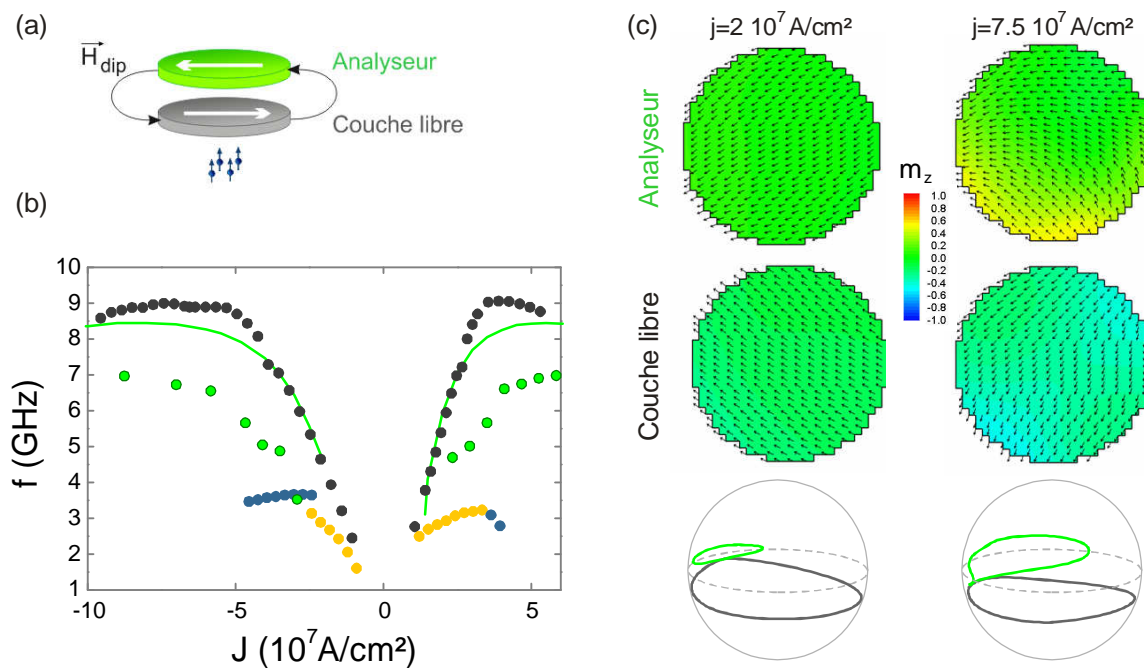 (a)
H dip
Analyseur
Couche libre
(b)
f (GHz)
10
9
8
7
6
5
4
3
2
1
-10 -5 0 5
J (10⁷A/cm²)
(c)
j=2 10⁷A/cm² j=7.5 10⁷A/cm²
Analyseur
m_z
1.0
0.8
0.6
0.4
0.2
0.0
-0.2
-0.4
-0.6
-0.8
-1.0
Couche libre